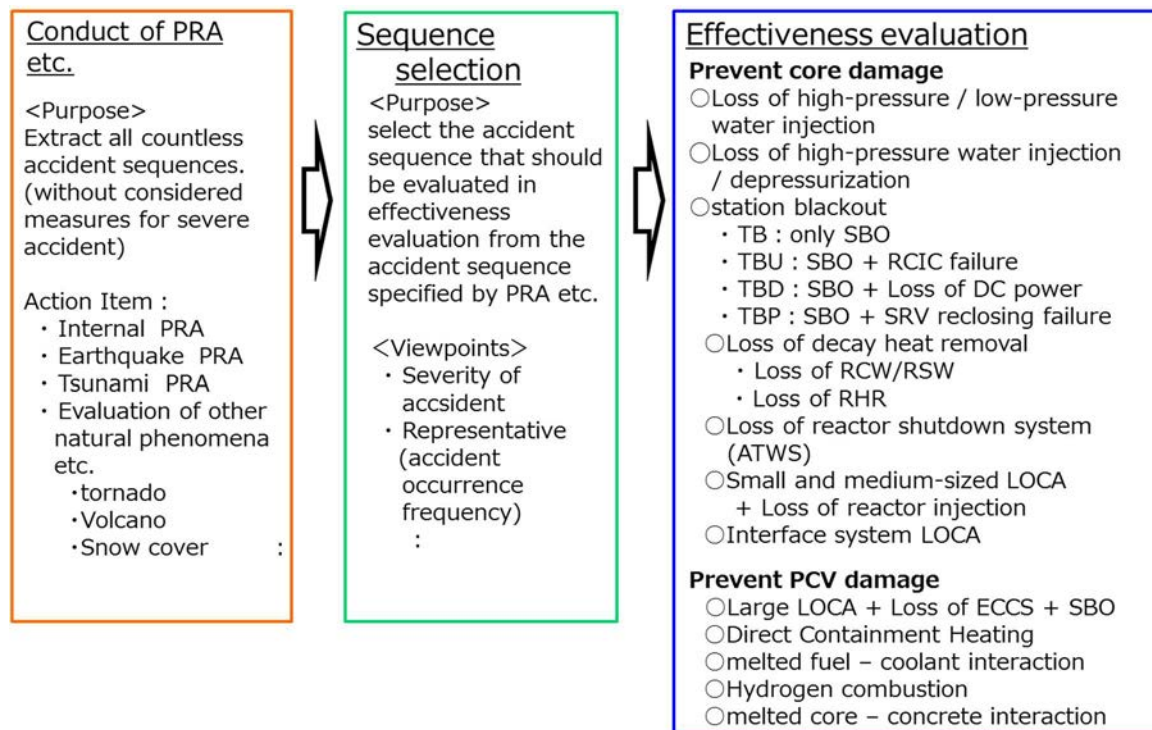 Conduct of PRA
etc.
<Purpose>
Extract all countless
accident sequences.
(without considered
measures for severe
accident)
Action Item :
・Internal PRA
・Earthquake PRA
・Tsunami PRA
・Evaluation of other
natural phenomena
etc.
・tornado
・Volcano
・Snow cover :
Sequence
selection
<Purpose>
select the accident
sequence that should
be evaluated in
effectiveness
evaluation from the
accident sequence
specified by PRA etc.
<Viewpoints>
・Severity of
accsident
・Representative
(accident
occurrence
frequency)
:
Effectiveness evaluation
Prevent core damage
○Loss of high-pressure / low-pressure
water injection
○Loss of high-pressure water injection
/ depressurization
○station blackout
・TB : only SBO
・TBU : SBO + RCIC failure
・TBD : SBO + Loss of DC power
・TBP : SBO + SRV reclosing failure
○Loss of decay heat removal
・Loss of RCW/RSW
・Loss of RHR
○Loss of reactor shutdown system
(ATWS)
○Small and medium-sized LOCA
+ Loss of reactor injection
○Interface system LOCA
Prevent PCV damage
○Large LOCA + Loss of ECCS + SBO
○Direct Containment Heating
○melted fuel – coolant interaction
○Hydrogen combustion
○melted core – concrete interaction